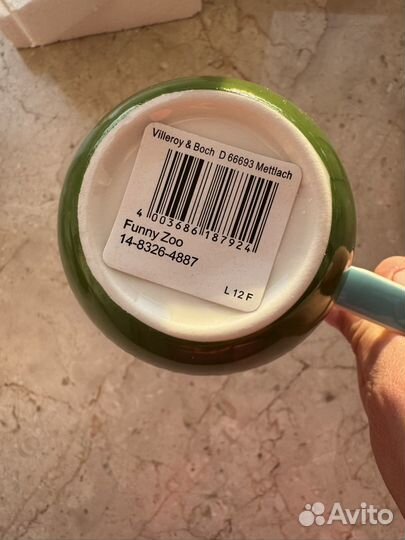 Villeroy & Boch D 66693 Mettlach
4 003686 187924
Funny Zoo
14-8326-4887
L 12 F
Avito